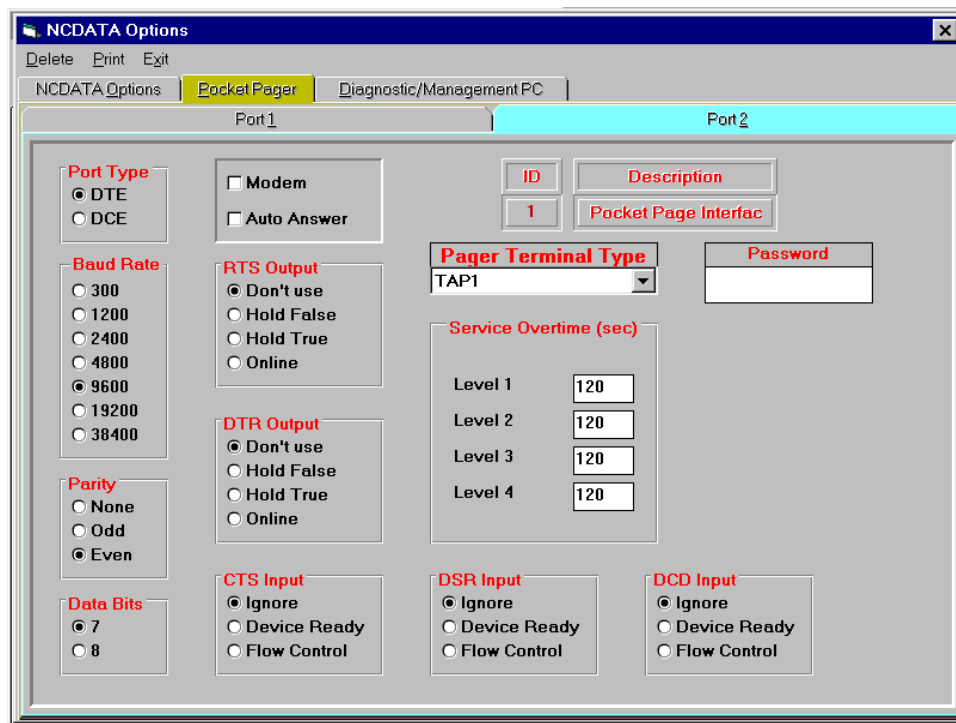 NCDATA Options
Delete Print Exit
NCDATA Options Pocket Pager Diagnostic/Management PC
Port 1 Port 2
Port Type
DTE
DCE
Modem
Auto Answer
ID Description
1 Pocket Page Interfac
Baud Rate
300
1200
2400
4800
9600
19200
38400
RTS Output
Don't use
Hold False
Hold True
Online
Pager Terminal Type
TAP1
Password
Service Overtime (sec)
Level 1 120
Level 2 120
Level 3 120
Level 4 120
DTR Output
Don't use
Hold False
Hold True
Online
Parity
None
Odd
Even
Data Bits
7
8
CTS Input
Ignore
Device Ready
Flow Control
DSR Input
Ignore
Device Ready
Flow Control
DCD Input
Ignore
Device Ready
Flow Control